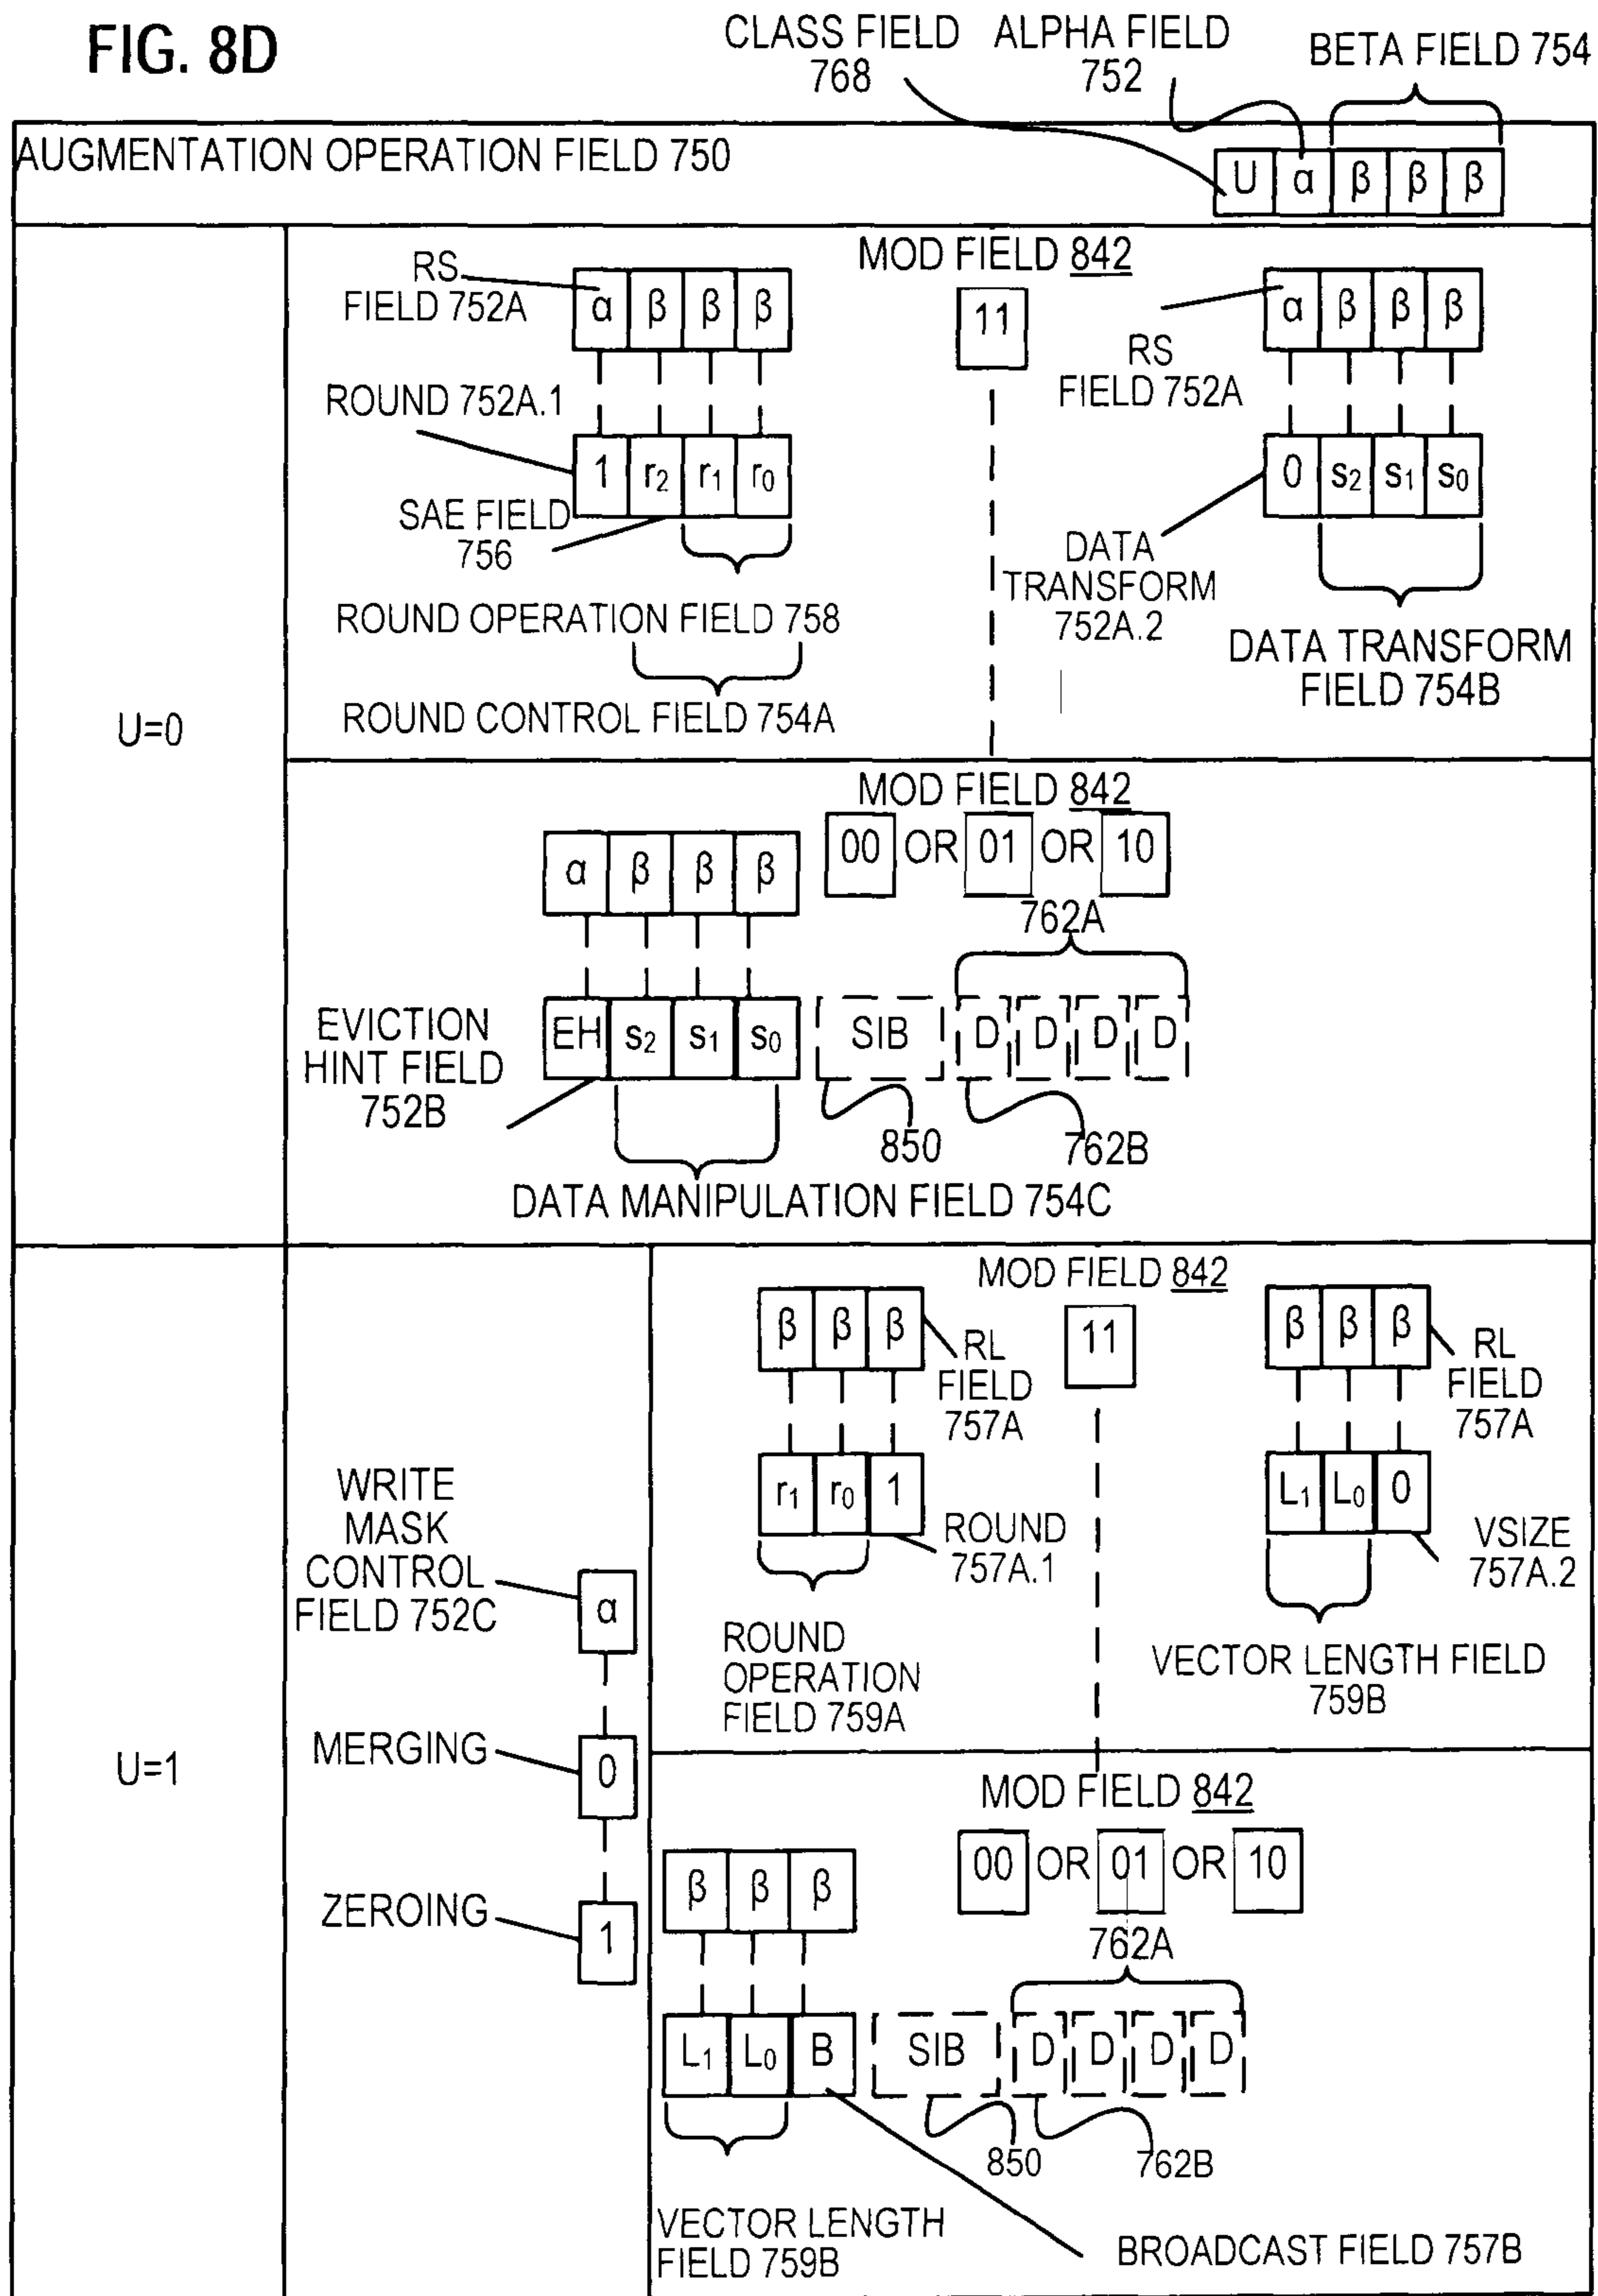 FIG. 8D
CLASS FIELD
768
ALPHA FIELD
752
BETA FIELD 754
AUGMENTATION OPERATION FIELD 750
U α β β β
U=0
MOD FIELD 842
11
RS
FIELD 752A
α β β β
ROUND 752A.1
1 r₂ r₁ r₀
SAE FIELD
756
ROUND OPERATION FIELD 758
ROUND CONTROL FIELD 754A
α β β β
RS
FIELD 752A
0 s₂ s₁ s₀
DATA
TRANSFORM
752A.2
DATA TRANSFORM
FIELD 754B
MOD FIELD 842
00 OR 01 OR 10
α β β β
762A
EVICTION
HINT FIELD
752B
EH s₂ s₁ s₀ SIB D D D D
850
762B
DATA MANIPULATION FIELD 754C
U=1
WRITE
MASK
CONTROL
FIELD 752C
α
MERGING
0
ZEROING
1
MOD FIELD 842
11
β β β
RL
FIELD
757A
r₁ r₀ 1
ROUND
757A.1
ROUND
OPERATION
FIELD 759A
β β β
RL
FIELD
757A
L₁ L₀ 0
VSIZE
757A.2
VECTOR LENGTH FIELD
759B
MOD FIELD 842
00 OR 01 OR 10
β β β
762A
L₁ L₀ B SIB D D D D
850
762B
VECTOR LENGTH
FIELD 759B
BROADCAST FIELD 757B